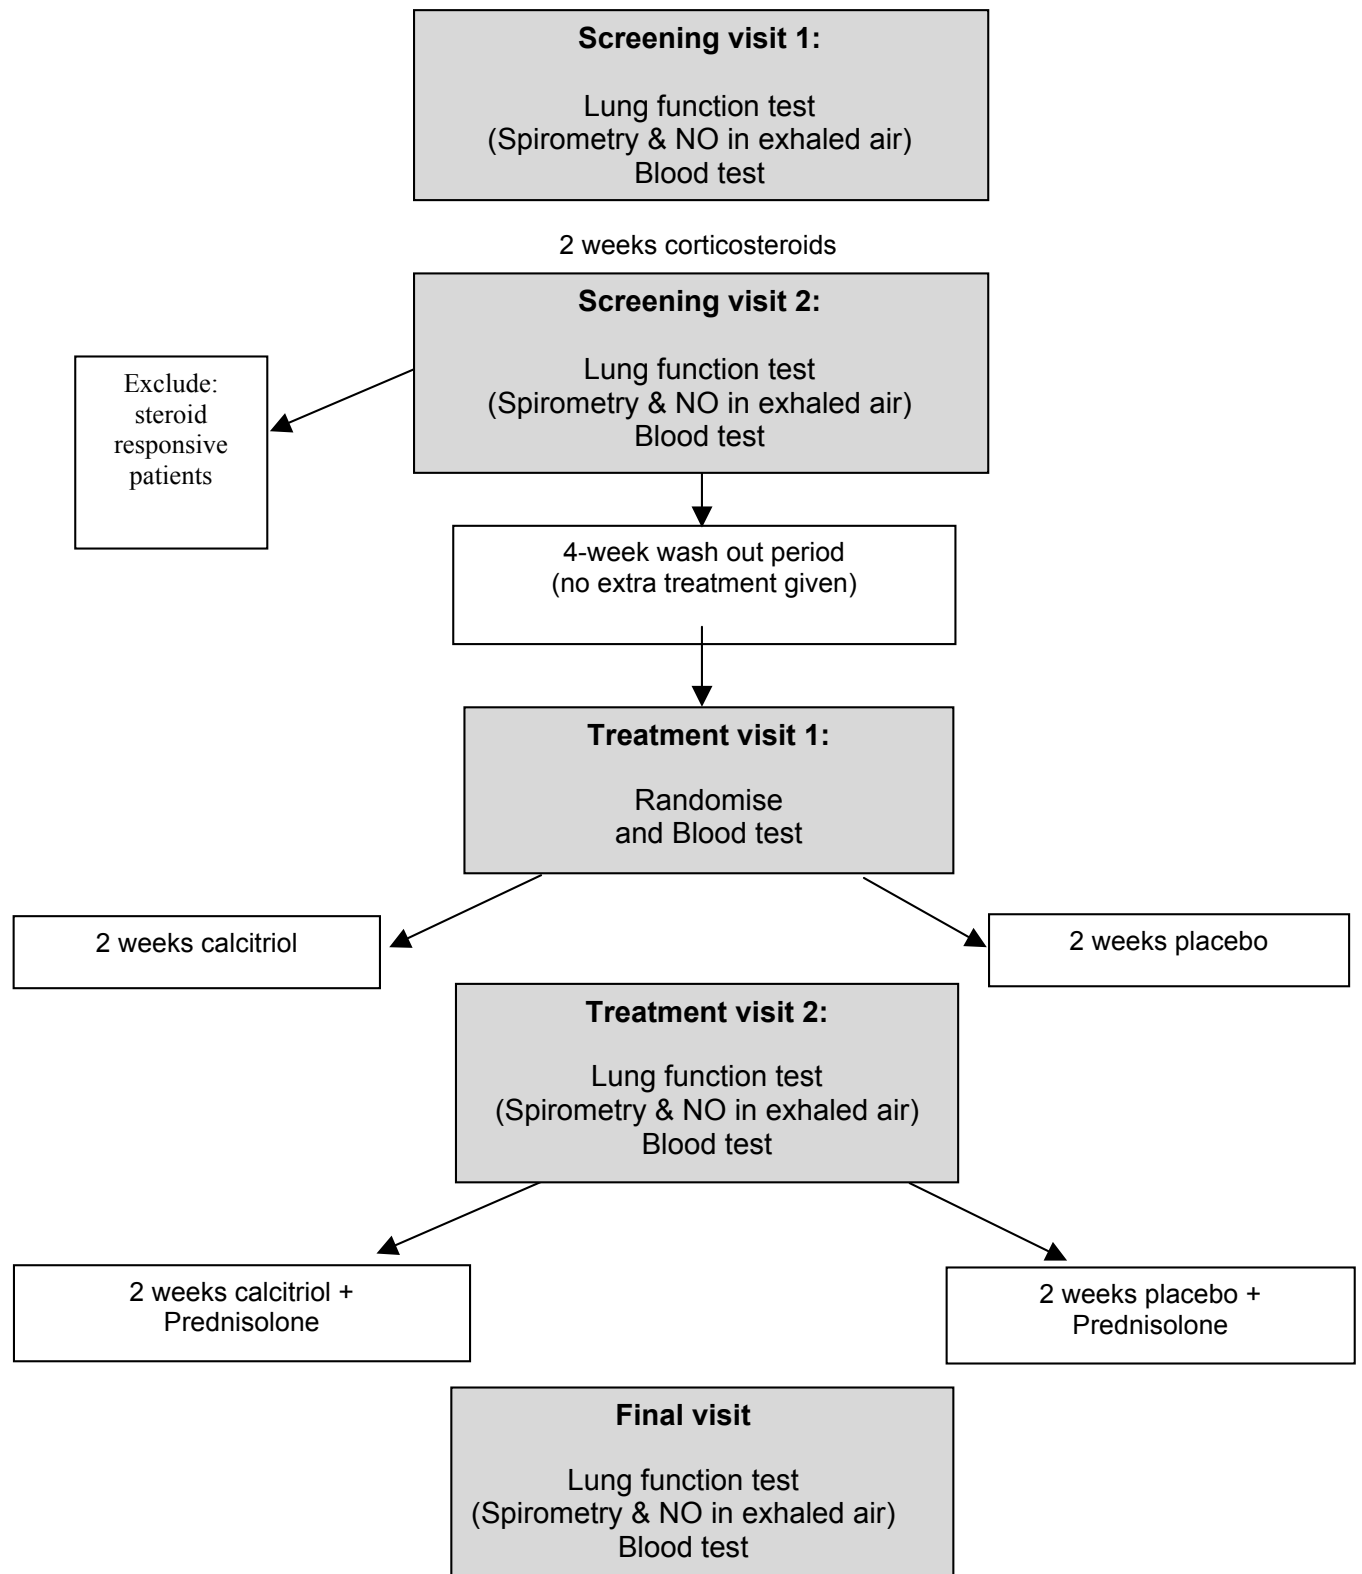 Screening visit 1:
Lung function test
(Spirometry & NO in exhaled air)
Blood test
2 weeks corticosteroids
Screening visit 2:
Lung function test
(Spirometry & NO in exhaled air)
Blood test
Exclude:
steroid
responsive
patients
4-week wash out period
(no extra treatment given)
Treatment visit 1:
Randomise
and Blood test
2 weeks calcitriol
2 weeks placebo
Treatment visit 2:
Lung function test
(Spirometry & NO in exhaled air)
Blood test
2 weeks calcitriol +
Prednisolone
2 weeks placebo +
Prednisolone
Final visit
Lung function test
(Spirometry & NO in exhaled air)
Blood test